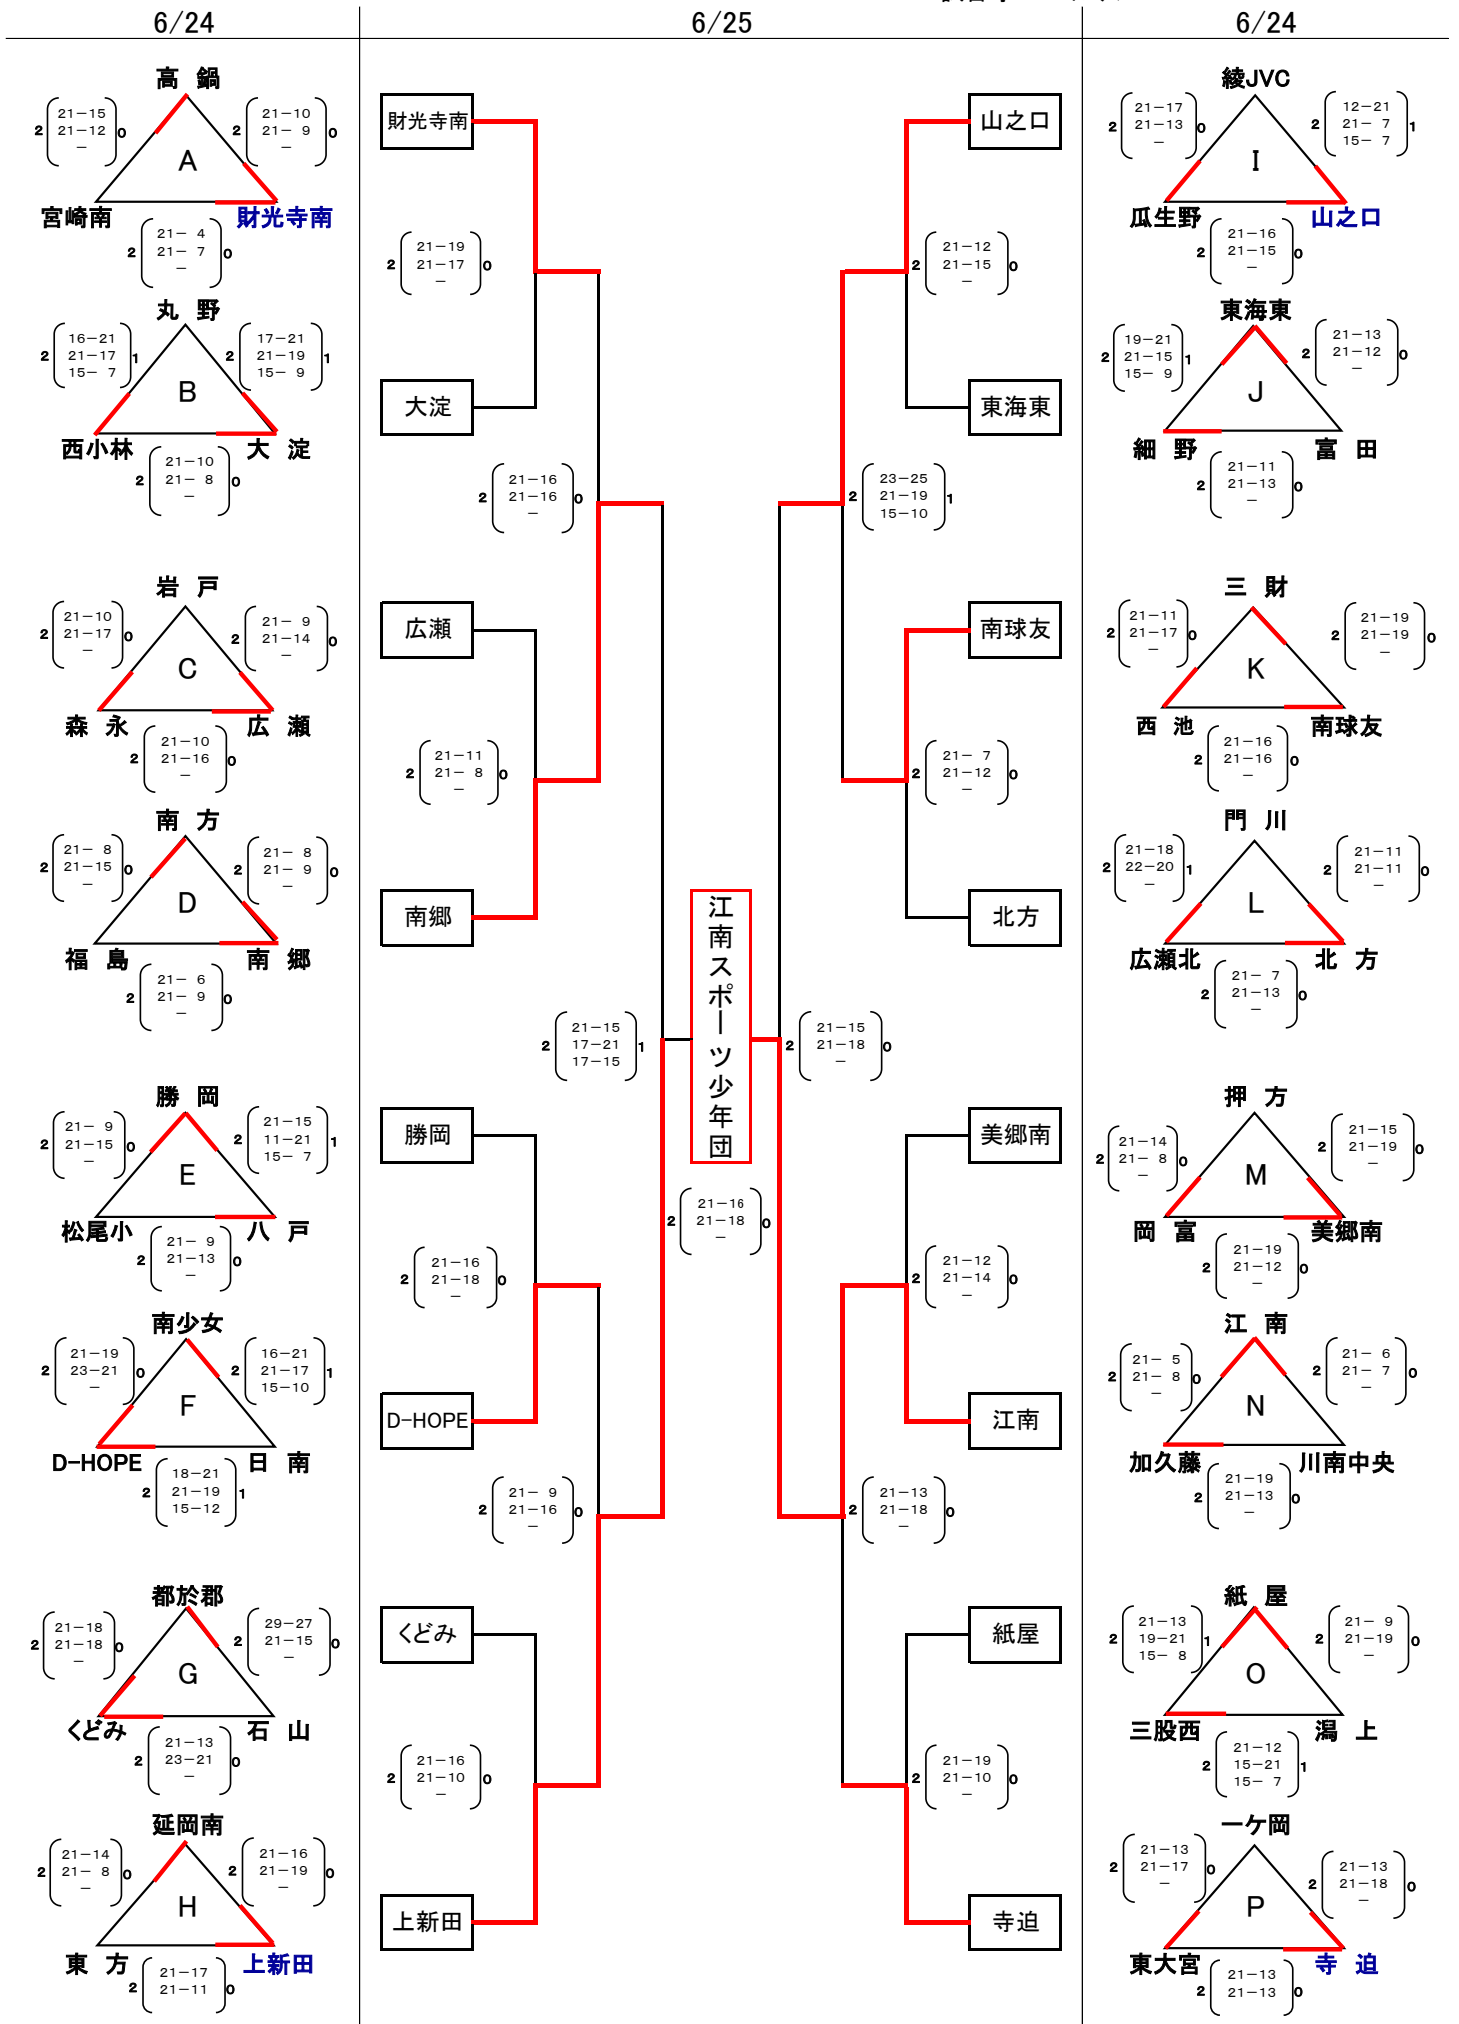 6/24
6/25
6/24
高 鍋
2 21-15 0
21-12
-
2 21-10 0
21- 9
-
A
宮崎南
財光寺南
2 21- 4 0
21- 7
-
丸 野
2 16-21 1
21-17
15- 7
2 17-21 1
21-19
15- 9
B
西小林
大 淀
2 21-10 0
21- 8
-
岩 戸
2 21-10 0
21-17
-
2 21- 9 0
21-14
-
C
森 永
広 瀬
2 21-10 0
21-16
-
南 方
2 21- 8 0
21-15
-
2 21- 8 0
21- 9
-
D
福 島
南 郷
2 21- 6 0
21- 9
-
勝 岡
2 21- 9 0
21-15
-
2 21-15 1
11-21
15- 7
E
松尾小
八 戸
2 21- 9 0
21-13
-
南少女
2 21-19 0
23-21
-
2 16-21 1
21-17
15-10
F
D-HOPE
日 南
2 18-21 1
21-19
15-12
都於郡
2 21-18 0
21-18
-
2 29-27 0
21-15
-
G
くどみ
石 山
2 21-13 0
23-21
-
延岡南
2 21-14 0
21- 8
-
2 21-16 0
21-19
-
H
東 方
上新田
2 21-17 0
21-11
財光寺南
2 21-19 0
21-17
-
大淀
2 21-16 0
21-16
-
広瀬
2 21-11 0
21- 8
-
南郷
2 21-15 1
17-21
17-15
勝岡
2 21-16 0
21-18
-
D-HOPE
2 21- 9 0
21-16
-
くどみ
2 21-16 0
21-10
-
上新田
江南スポーツ少年団
2 21-16 0
21-18
-
山之口
2 21-12 0
21-15
-
東海東
2 23-25 1
21-19
15-10
南球友
2 21- 7 0
21-12
-
北方
2 21-15 0
21-18
-
美郷南
2 21-12 0
21-14
-
江南
2 21-13 0
21-18
-
紙屋
2 21-19 0
21-10
-
寺迫
綾JVC
2 21-17 0
21-13
-
2 12-21 1
21- 7
15- 7
I
瓜生野
山之口
2 21-16 0
21-15
-
東海東
2 19-21 1
21-15
15- 9
2 21-13 0
21-12
-
J
細 野
富 田
2 21-11 0
21-13
-
三 財
2 21-11 0
21-17
-
2 21-19 0
21-19
-
K
西 池
南球友
2 21-16 0
21-16
-
門 川
2 21-18 1
22-20
-
2 21-11 0
21-11
-
L
広瀬北
北 方
2 21- 7 0
21-13
-
押 方
2 21-14 0
21- 8
-
2 21-15 0
21-19
-
M
岡 富
美郷南
2 21-19 0
21-12
-
江 南
2 21- 5 0
21- 8
-
2 21- 6 0
21- 7
-
N
加久藤
川南中央
2 21-19 0
21-13
-
紙 屋
2 21-13 1
19-21
15- 8
2 21- 9 0
21-19
-
O
三股西
潟 上
2 21-12 1
15-21
15- 7
一ケ岡
2 21-13 0
21-17
-
2 21-13 0
21-18
-
P
東大宮
寺 迫
2 21-13 0
21-13